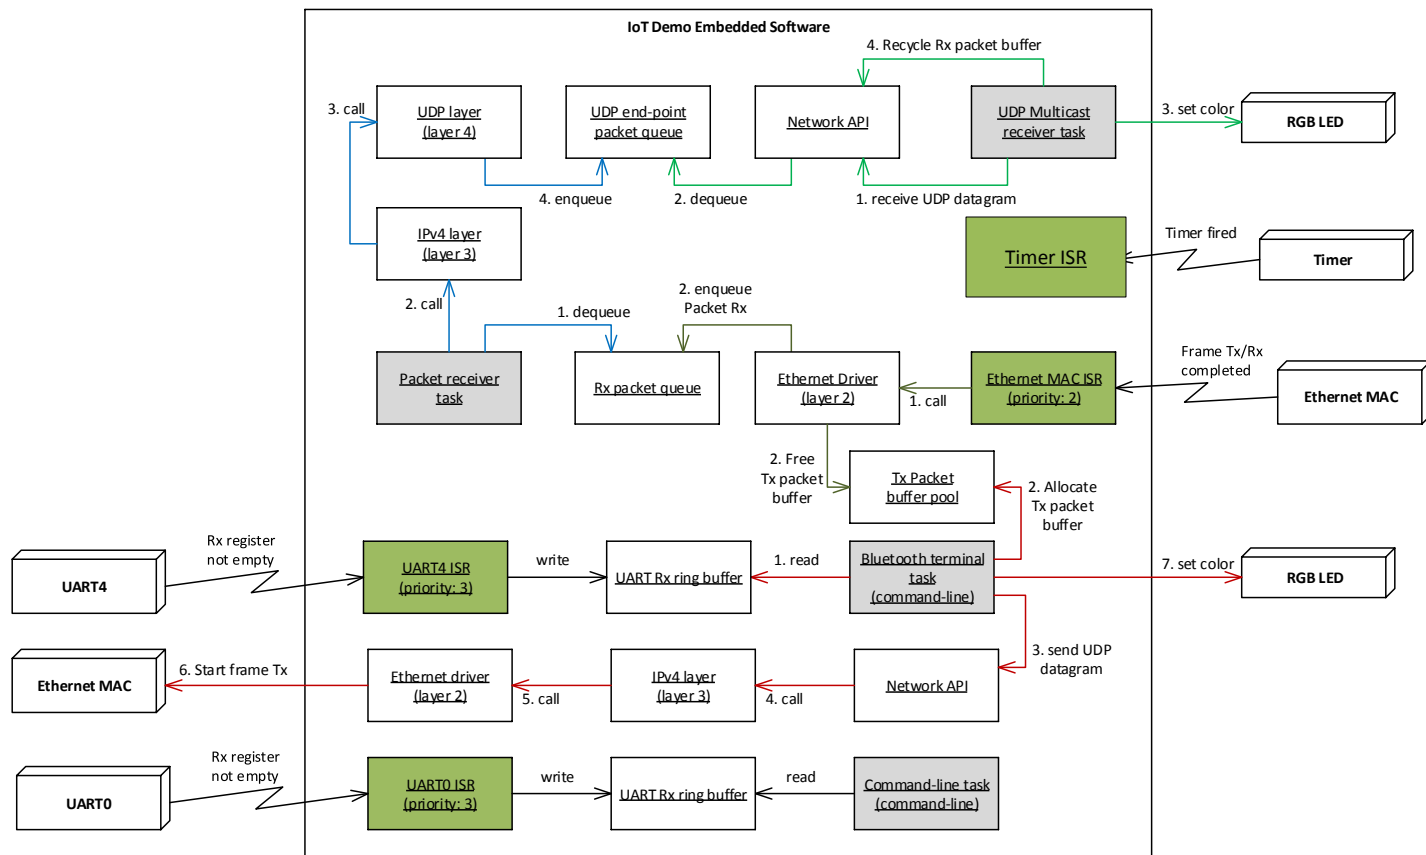 IoT Demo Embedded Software
4. Recycle Rx packet buffer
3. call
UDP layer
(layer 4)
UDP end-point
packet queue
Network API
UDP Multicast
receiver task
3. set color
RGB LED
4. enqueue
2. dequeue
1. receive UDP datagram
IPv4 layer
(layer 3)
Timer ISR
Timer fired
Timer
2. call
1. dequeue
2. enqueue
Packet Rx
Packet receiver
task
Rx packet queue
Ethernet Driver
(layer 2)
1. call
Ethernet MAC ISR
(priority: 2)
Frame Tx/Rx
completed
Ethernet MAC
2. Free
Tx packet
buffer
Tx Packet
buffer pool
2. Allocate
Tx packet
buffer
UART4
Rx register
not empty
UART4 ISR
(priority: 3)
write
UART Rx ring buffer
1. read
Bluetooth terminal
task
(command-line)
7. set color
RGB LED
Ethernet MAC
6. Start frame Tx
Ethernet driver
(layer 2)
5. call
IPv4 layer
(layer 3)
4. call
Network API
3. send UDP
datagram
UART0
Rx register
not empty
UART0 ISR
(priority: 3)
write
UART Rx ring buffer
read
Command-line task
(command-line)